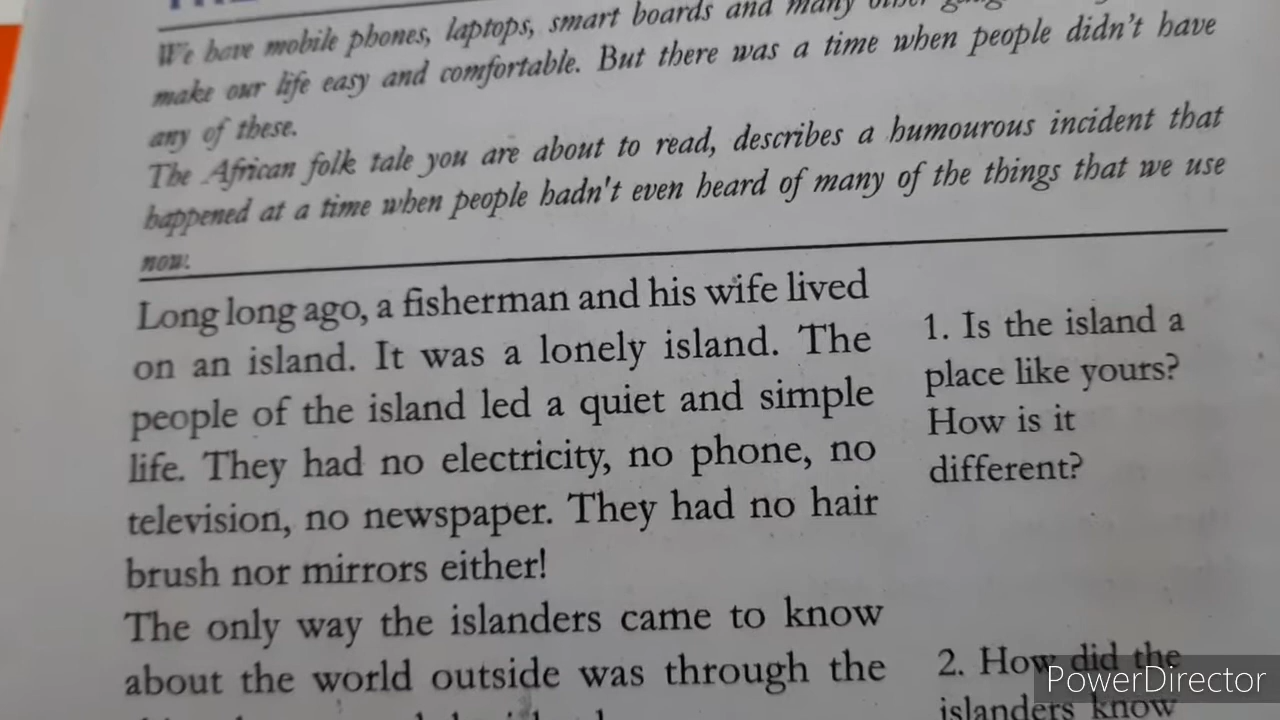 We have mobile phones, laptops, smart boards and many other
make our life easy and comfortable. But there was a time when people didn't have
any of these.
The African folk tale you are about to read, describes a humourous incident that
happened at a time when people hadn't even heard of many of the things that we use
now.
Long long ago, a fisherman and his wife lived
on an island. It was a lonely island. The
people of the island led a quiet and simple
life. They had no electricity, no phone, no
television, no newspaper. They had no hair
brush nor mirrors either!
The only way the islanders came to know
about the world outside was through the
1. Is the island a
place like yours?
How is it
different?
2. How did the
islanders know
PowerDirector